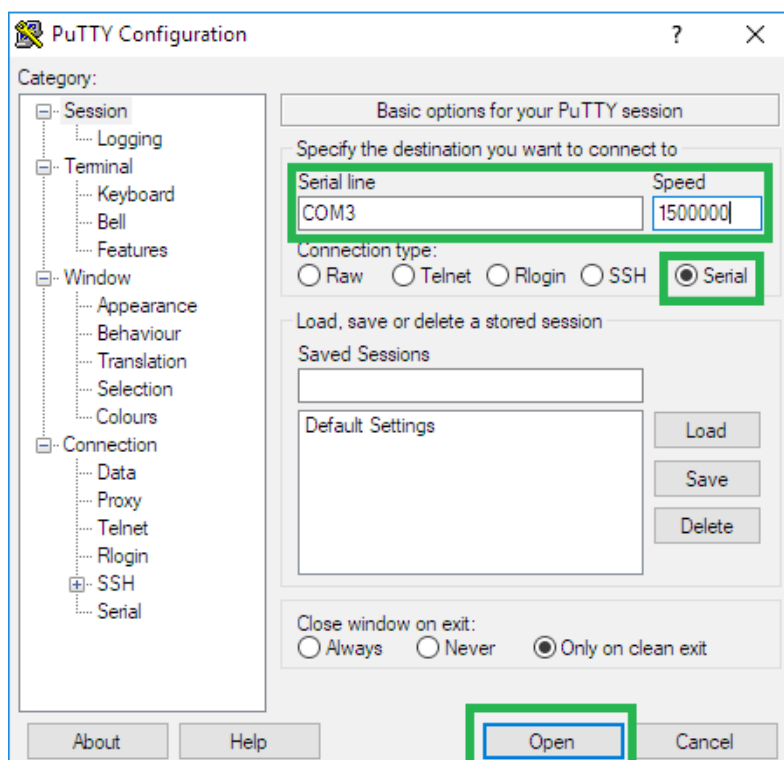 PuTTY Configuration ?
Category:
Session
Logging
Terminal
Keyboard
Bell
Features
Window
Appearance
Behaviour
Translation
Selection
Colours
Connection
Data
Proxy
Telnet
Rlogin
SSH
Serial
Basic options for your PuTTY session
Specify the destination you want to connect to
Serial line Speed
COM3 1500000
Connection type:
Raw Telnet Rlogin SSH Serial
Load, save or delete a stored session
Saved Sessions
Default Settings
Load
Save
Delete
Close window on exit:
Always Never Only on clean exit
About Help Open Cancel